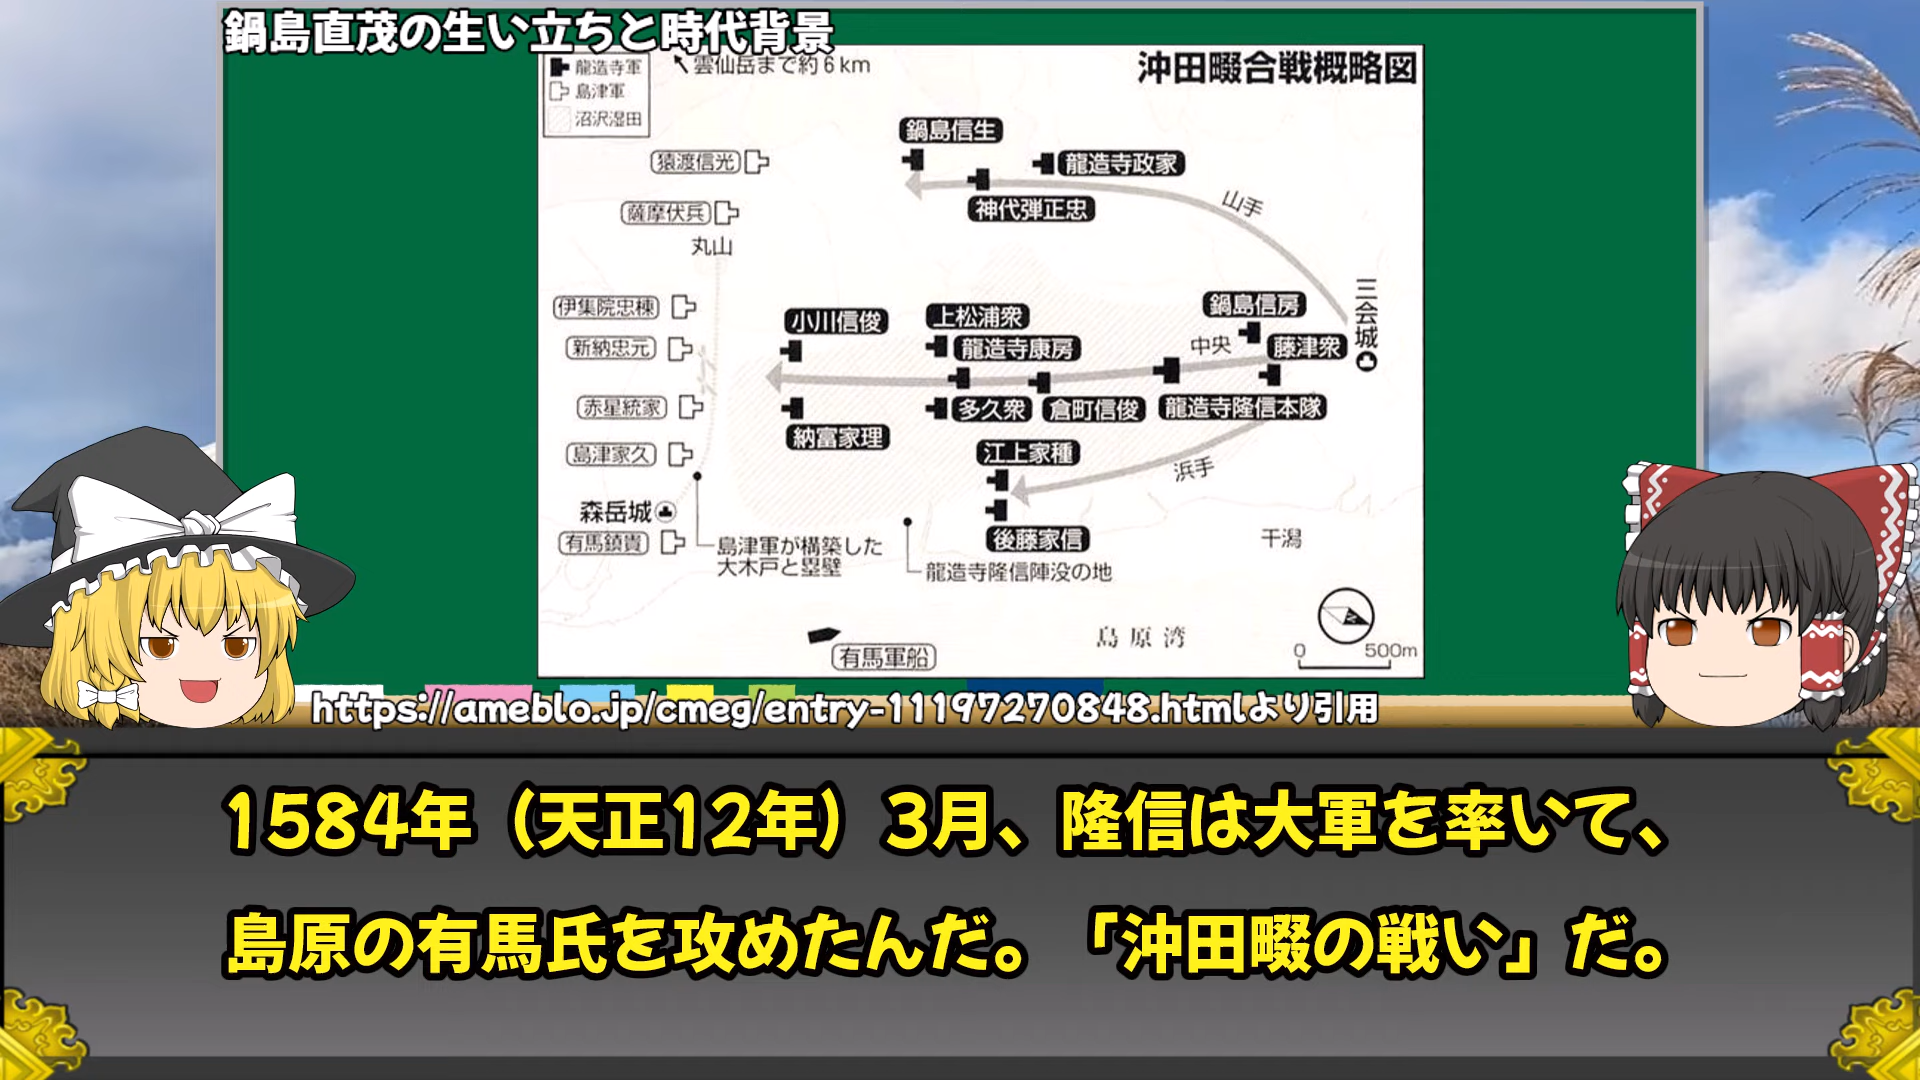 鍋島直茂の生い立ちと時代背景
沖田畷合戦概略図
龍造寺軍
島津軍
沼沢湿田
雲仙岳まで約6km
鍋島信生
猿渡信光
龍造寺政家
薩摩伏兵
神代弾正忠
山手
丸山
三会城
伊集院忠棟
小川信俊
上松浦衆
鍋島信房
新納忠元
龍造寺康房
中央
藤津衆
赤星統家
多久衆
倉町信俊
龍造寺隆信本隊
納富家理
島津家久
江上家種
浜手
森岳城
有馬鎮貴
後藤家信
干潟
島津軍が構築した
大木戸と塁壁
龍造寺隆信陣没の地
島原湾
有馬軍船
0 500m
https://ameblo.jp/cmeg/entry-11197270848.htmlより引用
1584年（天正12年）3月、隆信は大軍を率いて、
島原の有馬氏を攻めたんだ。「沖田畷の戦い」だ。